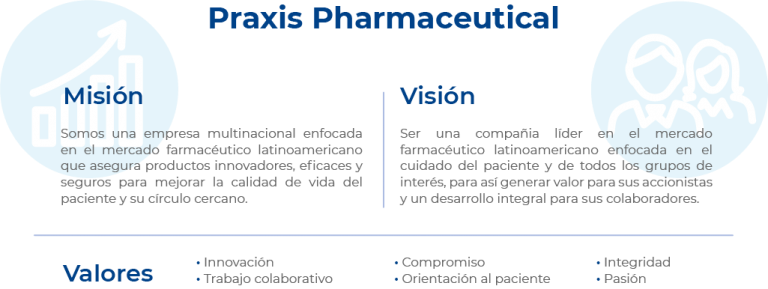 Praxis Pharmaceutical
Misión
Somos una empresa multinacional enfocada
en el mercado farmacéutico latinoamericano
que asegura productos innovadores, eficaces y
seguros para mejorar la calidad de vida del
paciente y su círculo cercano.
Visión
Ser una compañia líder en el mercado
farmacéutico latinoamericano enfocada en el
cuidado del paciente y de todos los grupos de
interés, para así generar valor para sus accionistas
y un desarrollo integral para sus colaboradores.
Valores
• Innovación
• Trabajo colaborativo
• Compromiso
• Orientación al paciente
• Integridad
• Pasión